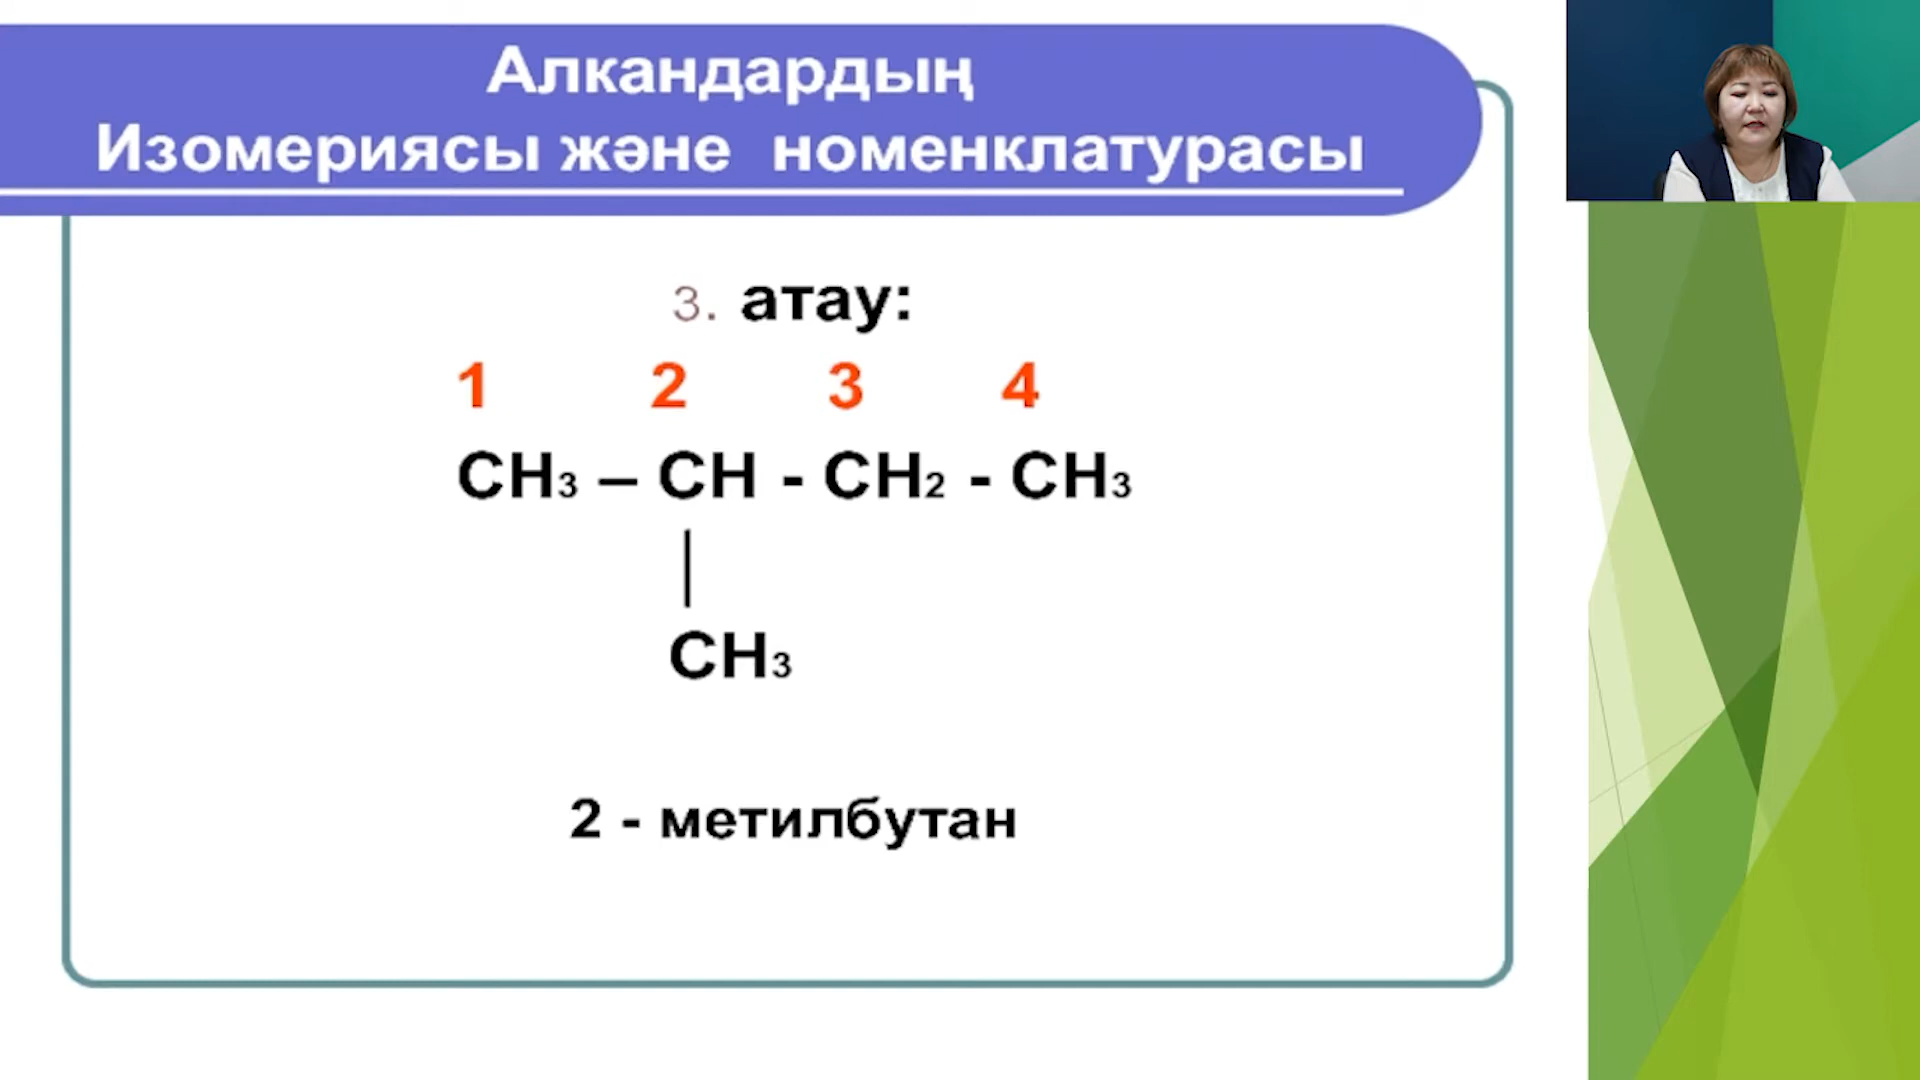 Алкандардың
Изомериясы және номенклатурасы
3. атау:
1 2 3 4
CH3 – CH - CH2 - CH3
|
CH3
2 - метилбутан